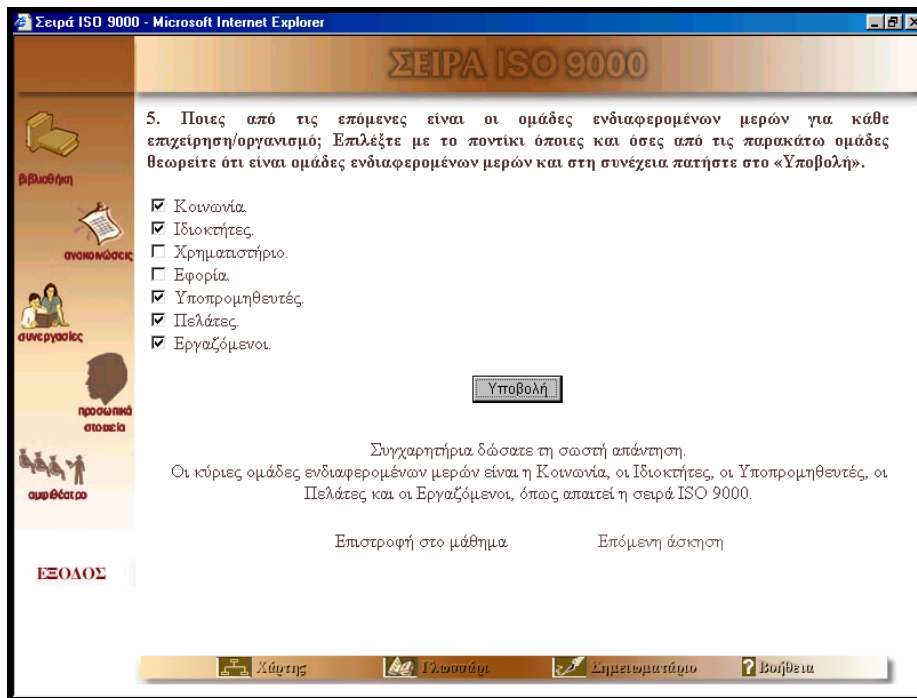 Σειρά ISO 9000 - Microsoft Internet Explorer
ΣΕΙΡΑ ISO 9000
5. Ποιες από τις επόμενες είναι οι ομάδες ενδιαφερομένων μερών για κάθε
επιχείρηση/οργανισμό; Επιλέξτε με το ποντίκι όποιες και όσες από τις παρακάτω ομάδες
θεωρείτε ότι είναι ομάδες ενδιαφερομένων μερών και στη συνέχεια πατήστε στο «Υποβολή».
Κοινωνία.
Ιδιοκτήτες.
Χρηματιστήριο.
Εφορία.
Υποπρομηθευτές.
Πελάτες.
Εργαζόμενοι.
Υποβολή
Συγχαρητήρια δώσατε τη σωστή απάντηση.
Οι κύριες ομάδες ενδιαφερομένων μερών είναι η Κοινωνία, οι Ιδιοκτήτες, οι Υποπρομηθευτές, οι
Πελάτες και οι Εργαζόμενοι, όπως απαιτεί η σειρά ISO 9000.
Επιστροφή στο μάθημα Επόμενη άσκηση
βιβλιοθήκη
ανακοινώσεις
συνεργασίες
προσωπικά
στοιχεία
αμφιθέατρο
ΕΞΟΔΟΣ
Χάρτης Γλωσσάρι Σημειωματάριο Βοήθεια